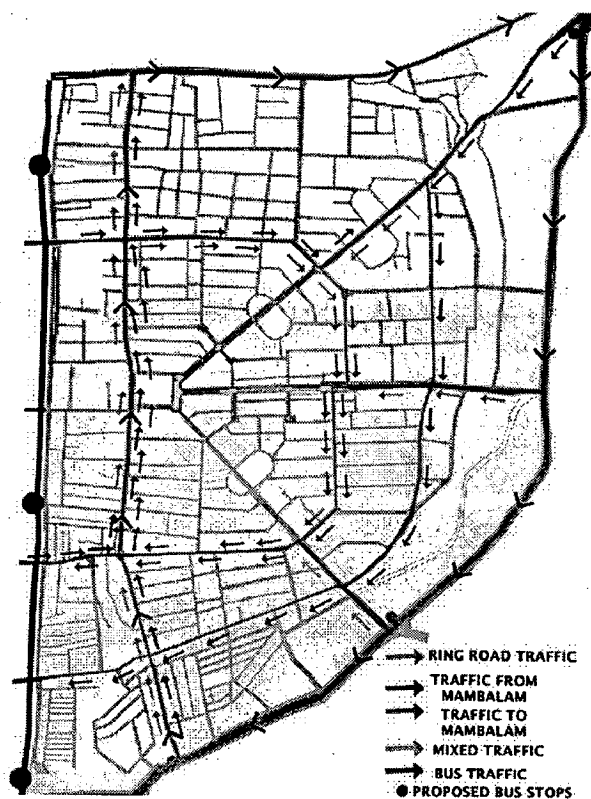 RING ROAD TRAFFIC
TRAFFIC FROM
MAMBALAM
TRAFFIC TO
MAMBALAM
MIXED TRAFFIC
BUS TRAFFIC
PROPOSED BUS STOPS